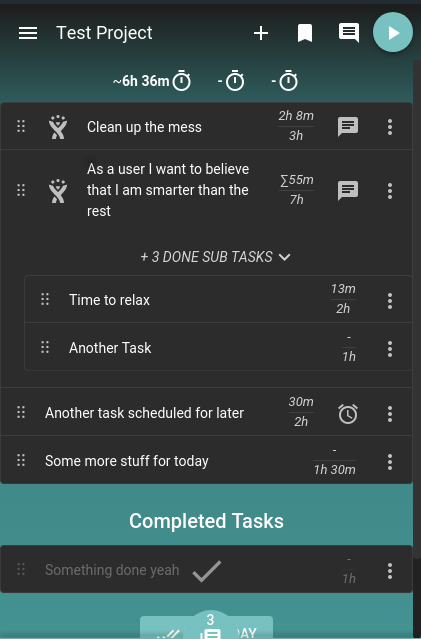 Test Project
~6h 36m - -
Clean up the mess
2h 8m
3h
As a user I want to believe
that I am smarter than the
rest
∑55m
7h
+ 3 DONE SUB TASKS
Time to relax
13m
2h
Another Task
-
1h
Another task scheduled for later
30m
2h
Some more stuff for today
-
1h 30m
Completed Tasks
Something done yeah
-
1h
3
AY